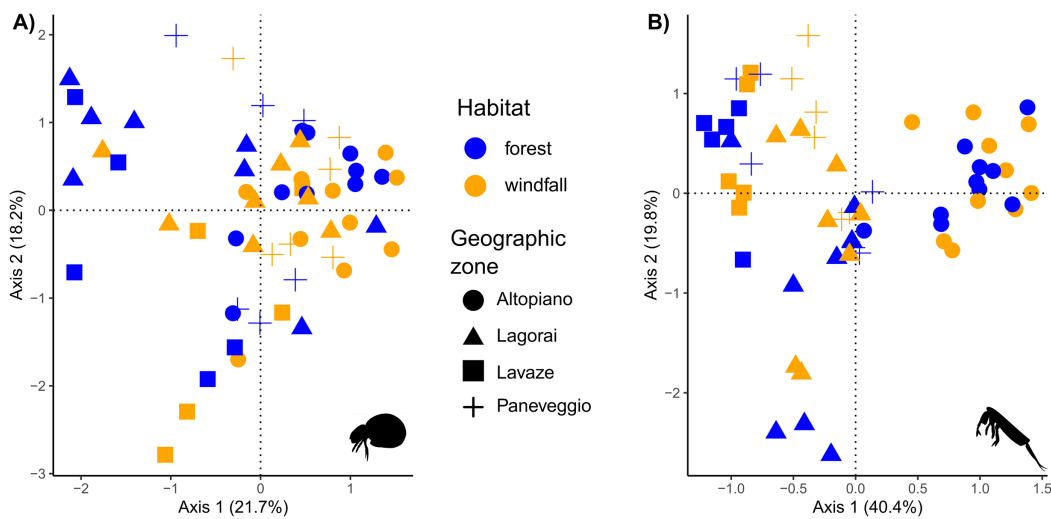 A)
2
1
0
−1
−2
−3
Axis 2 (18.2%)
−2
−1
0
1
Axis 1 (21.7%)
Habitat
forest
windfall
Geographic
zone
Altopiano
Lagorai
Lavaze
Paneveggio
B)
1
0
−1
−2
Axis 2 (19.8%)
−1.0
−0.5
0.0
0.5
1.0
1.5
Axis 1 (40.4%)